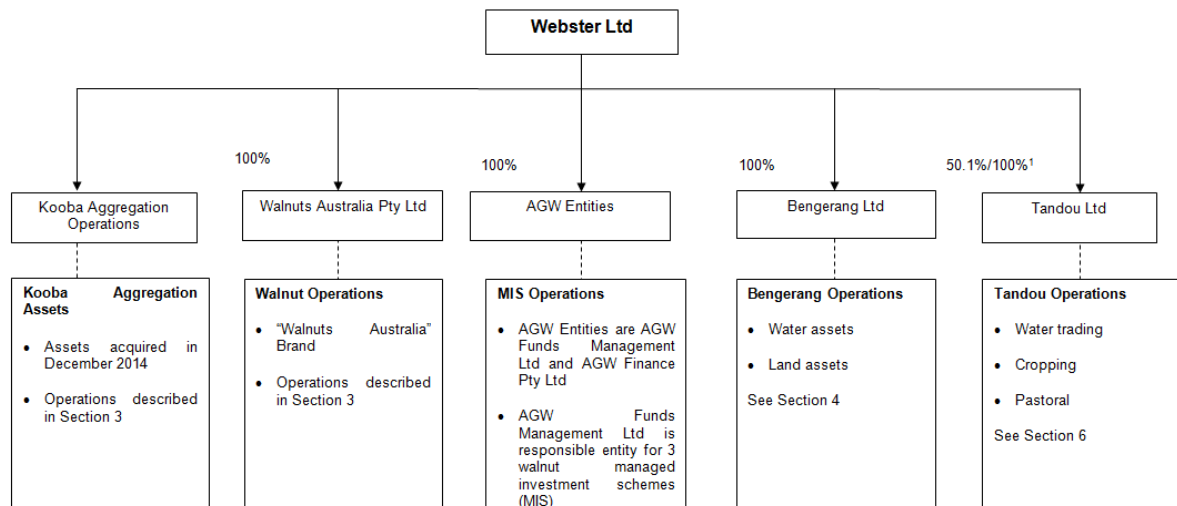 Webster Ltd
100%
100%
100%
50.1%/100%¹
Kooba Aggregation
Operations
Walnuts Australia Pty Ltd
AGW Entities
Bengerang Ltd
Tandou Ltd
Kooba Aggregation
Assets
• Assets acquired in
December 2014
• Operations described
in Section 3
Walnut Operations
• “Walnuts Australia”
Brand
• Operations described
in Section 3
MIS Operations
• AGW Entities are AGW
Funds Management
Ltd and AGW Finance
Pty Ltd
• AGW Funds
Management Ltd is
responsible entity for 3
walnut managed
investment schemes
(MIS)
Bengerang Operations
• Water assets
• Land assets
See Section 4
Tandou Operations
• Water trading
• Cropping
• Pastoral
See Section 6